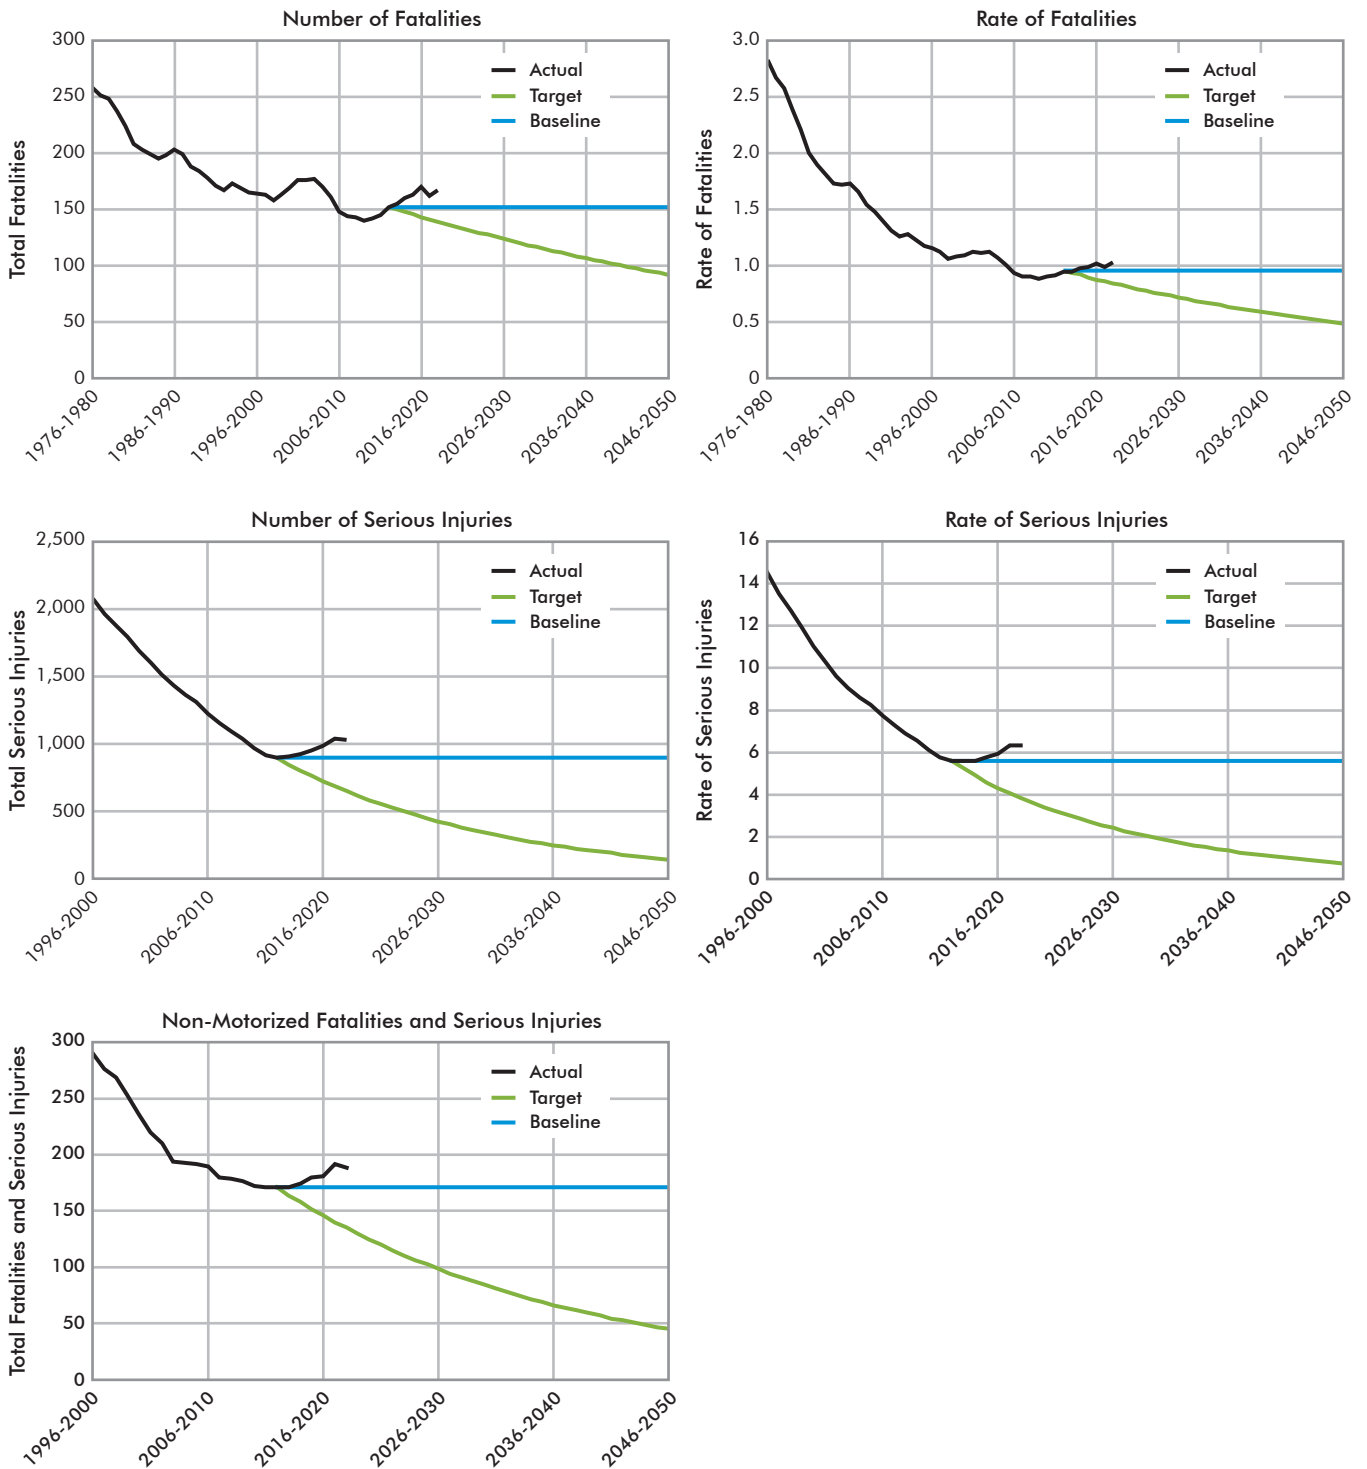 Number of Fatalities
Total Fatalities
300
250
200
150
100
50
0
Actual
Target
Baseline
1976-1980
1986-1990
1996-2000
2006-2010
2016-2020
2026-2030
2036-2040
2046-2050
Rate of Fatalities
Rate of Fatalities
3.0
2.5
2.0
1.5
1.0
0.5
0
Actual
Target
Baseline
1976-1980
1986-1990
1996-2000
2006-2010
2016-2020
2026-2030
2036-2040
2046-2050
Number of Serious Injuries
Total Serious Injuries
2,500
2,000
1,500
1,000
500
0
Actual
Target
Baseline
1996-2000
2006-2010
2016-2020
2026-2030
2036-2040
2046-2050
Rate of Serious Injuries
Rate of Serious Injuries
16
14
12
10
8
6
4
2
0
Actual
Target
Baseline
1996-2000
2006-2010
2016-2020
2026-2030
2036-2040
2046-2050
Non-Motorized Fatalities and Serious Injuries
Total Fatalities and Serious Injuries
300
250
200
150
100
50
0
Actual
Target
Baseline
1996-2000
2006-2010
2016-2020
2026-2030
2036-2040
2046-2050